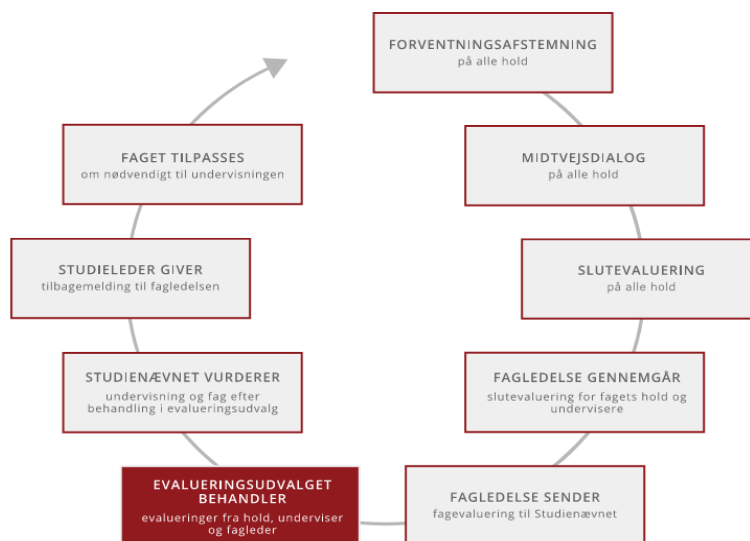 FORVENTNINGSAFSTEMNING
på alle hold
MIDTVEJSDIALOG
på alle hold
SLUTEVALUERING
på alle hold
FAGLEDELSE GENNEMGÅR
slutevaluering for fagets hold og
undervisere
FAGLEDELSE SENDER
fagevaluering til Studienævnet
EVALUERINGSUDVALGET
BEHANDLER
evalueringer fra hold, underviser
og fagleder
STUDIENÆVNET VURDERER
undervisning og fag efter
behandling i evalueringsudvalg
STUDIELEDER GIVER
tilbagemelding til fagledelsen
FAGET TILPASSES
om nødvendigt til undervisningen